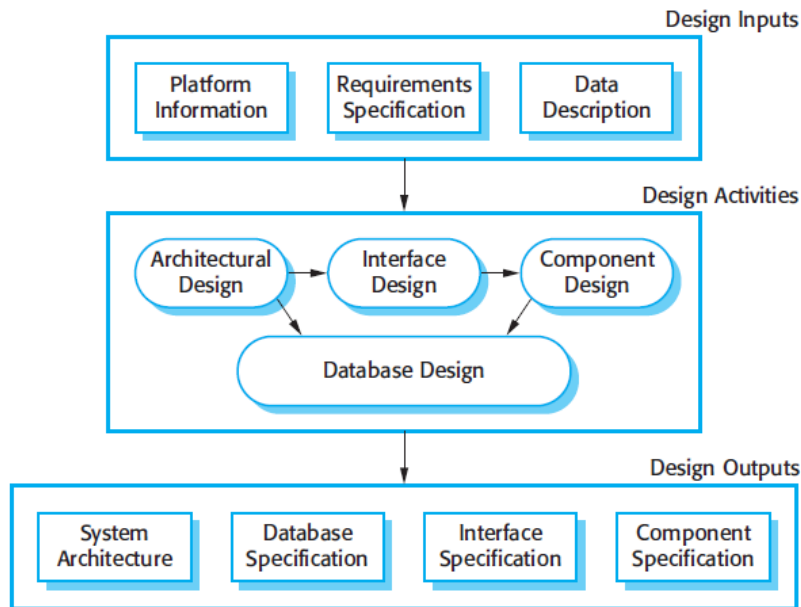 Design Inputs
Platform
Information
Requirements
Specification
Data
Description
Design Activities
Architectural
Design
Interface
Design
Component
Design
Database Design
Design Outputs
System
Architecture
Database
Specification
Interface
Specification
Component
Specification